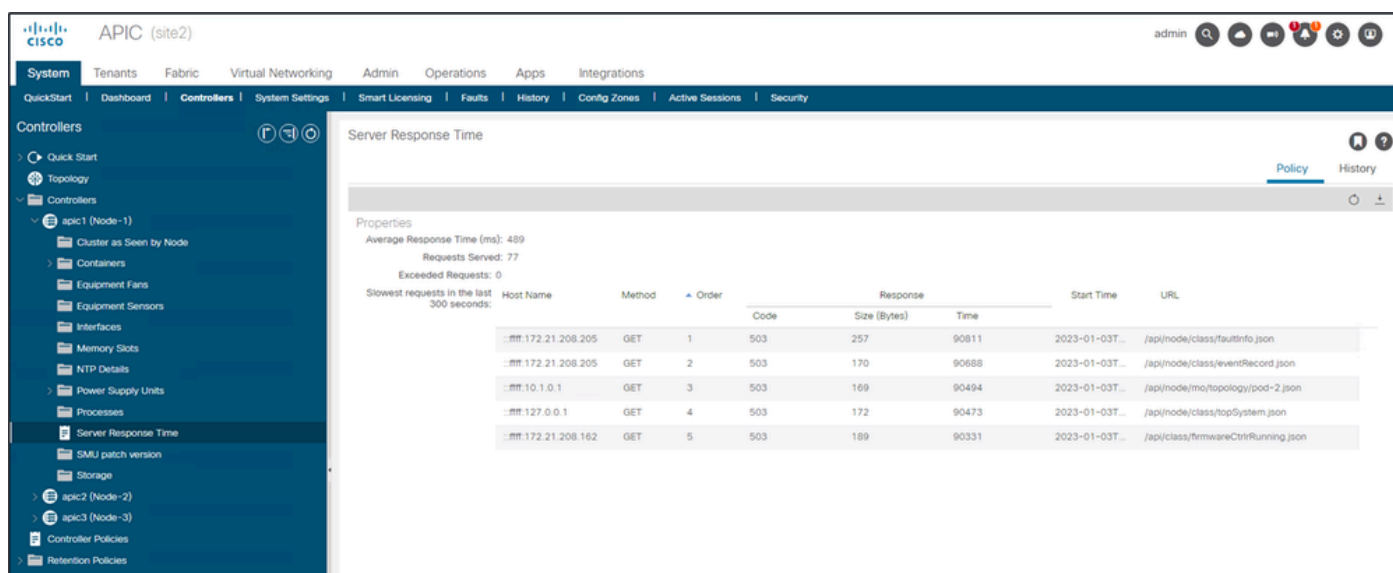 CISCO
APIC (site2)
admin
System Tenants Fabric Virtual Networking Admin Operations Apps Integrations
QuickStart | Dashboard | Controllers | System Settings | Smart Licensing | Faults | History | Config Zones | Active Sessions | Security
Controllers
Quick Start
Topology
Controllers
apic1 (Node-1)
Cluster as Seen by Node
Containers
Equipment Fans
Equipment Sensors
Interfaces
Memory Slots
NTP Details
Power Supply Units
Processes
Server Response Time
SMU patch version
Storage
apic2 (Node-2)
apic3 (Node-3)
Controller Policies
Retention Policies
Server Response Time
Policy History
Properties
Average Response Time (ms): 489
Requests Served: 77
Exceeded Requests: 0
Slowest requests in the last 300 seconds:
Host Name Method Order Response Start Time URL
Code Size (Bytes) Time
::ffff:172.21.208.205 GET 1 503 257 90811 2023-01-03T... /api/node/class/faultInfo.json
::ffff:172.21.208.205 GET 2 503 170 90688 2023-01-03T... /api/node/class/eventRecord.json
::ffff:10.1.0.1 GET 3 503 169 90494 2023-01-03T... /api/node/mo/topology/pod-2.json
::ffff:127.0.0.1 GET 4 503 172 90473 2023-01-03T... /api/node/class/topSystem.json
::ffff:172.21.208.162 GET 5 503 189 90331 2023-01-03T... /api/class/firmwareCtrlrRunning.json